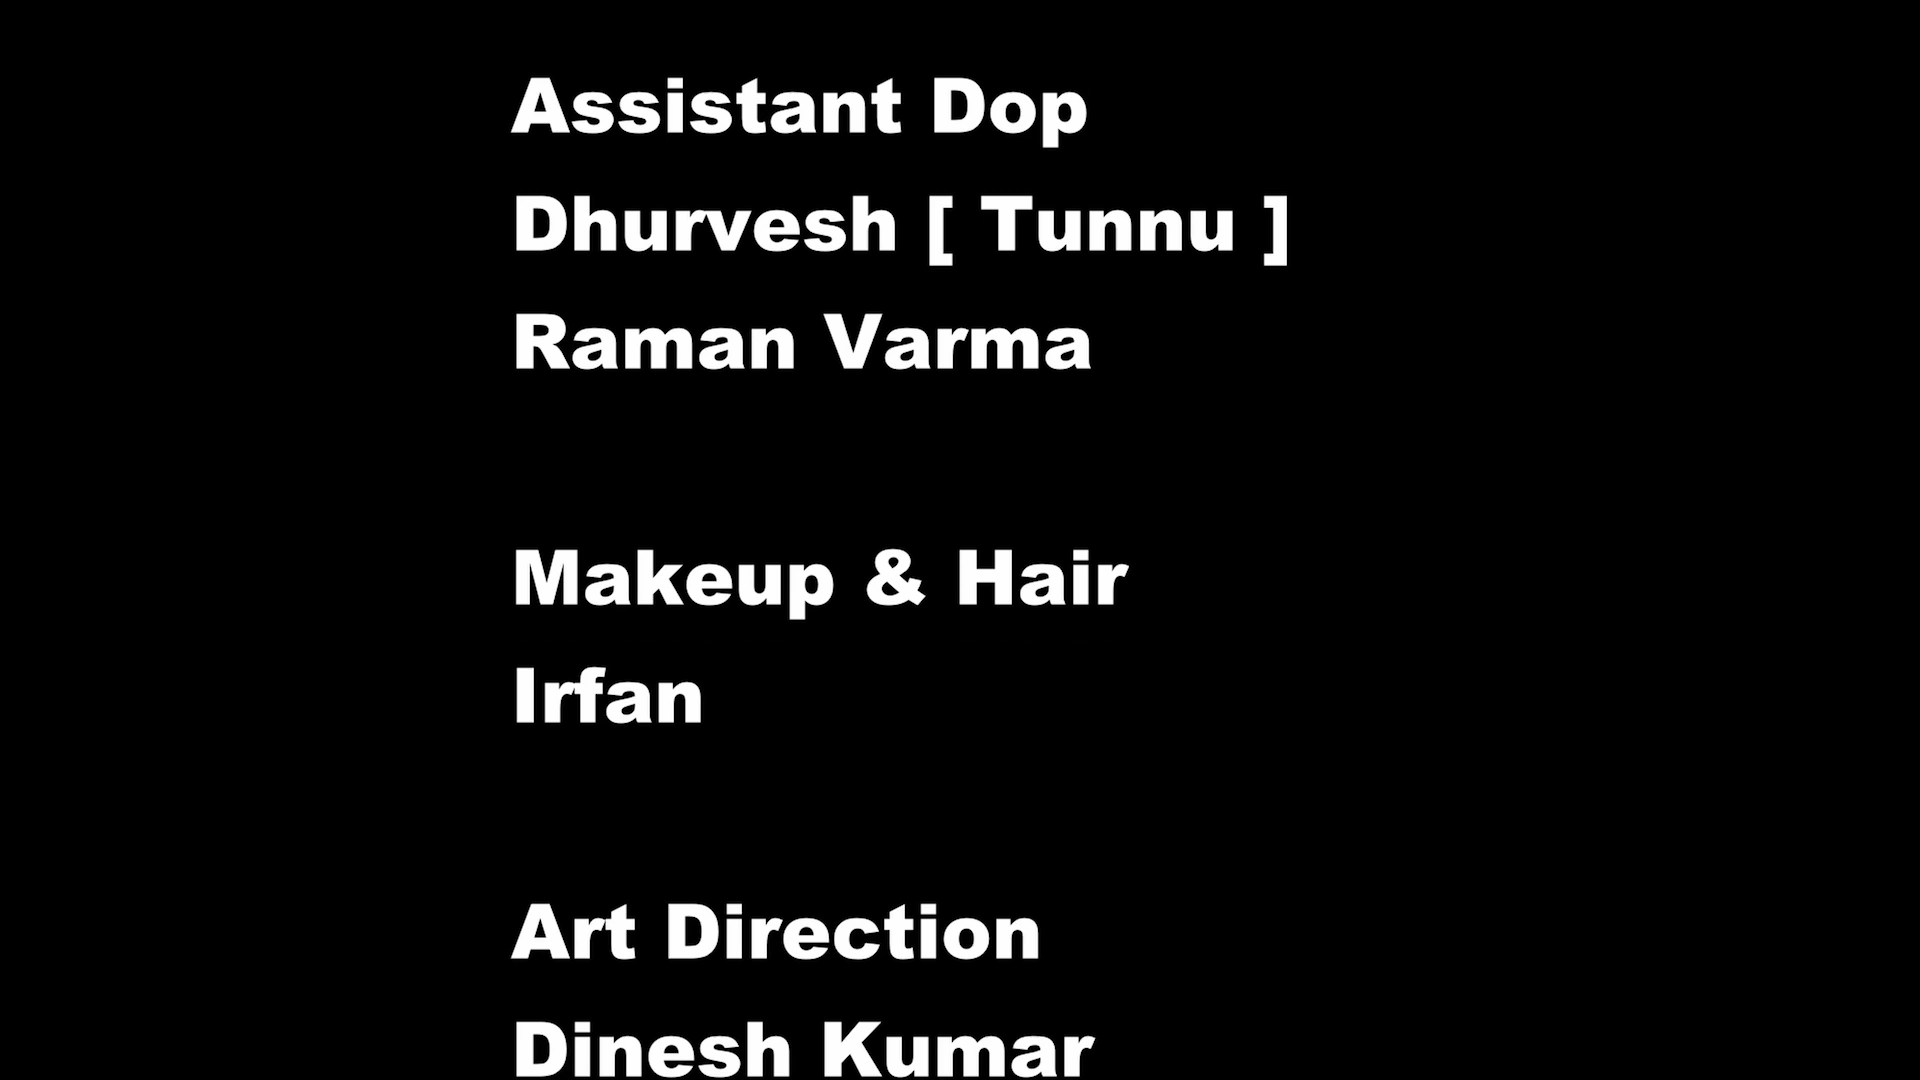 Assistant Dop
Dhurvesh [ Tunnu ]
Raman Varma
Makeup & Hair
Irfan
Art Direction
Dinesh Kumar